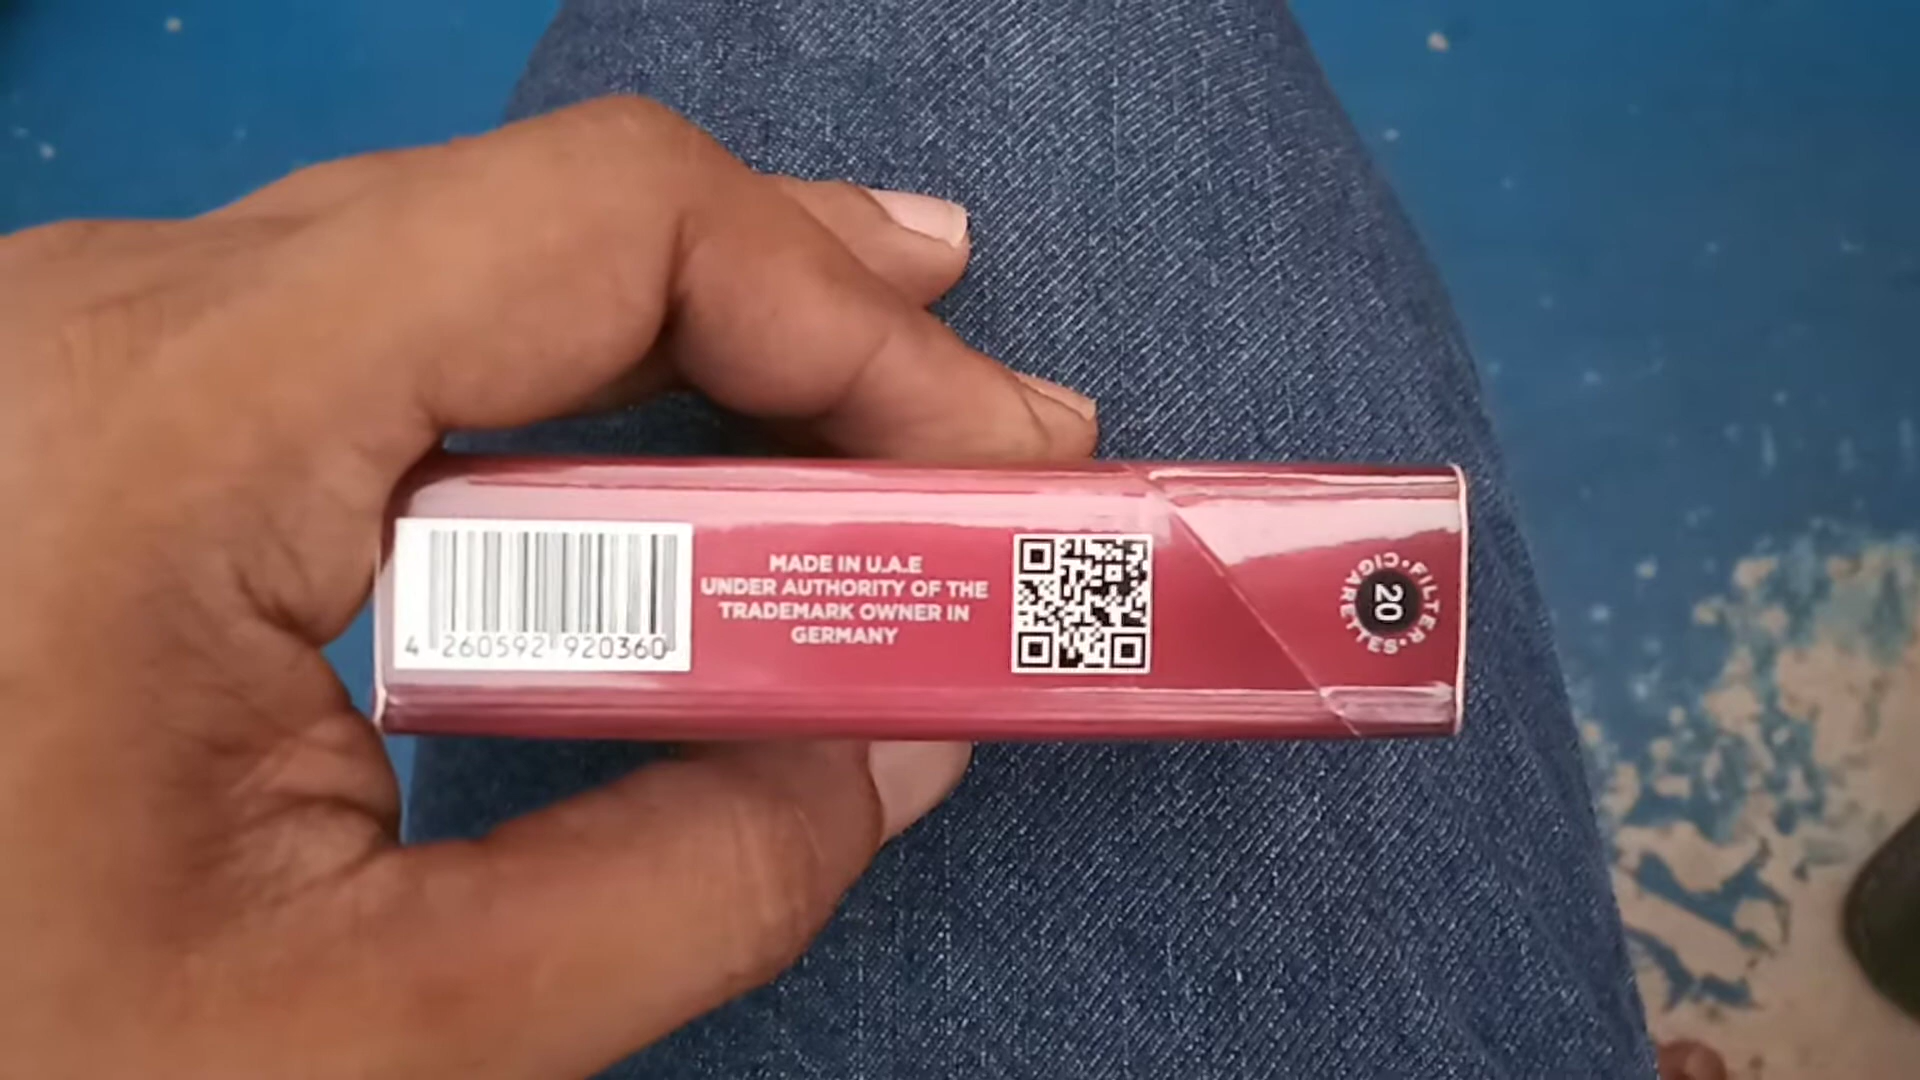 4 260592 920360
MADE IN U.A.E
UNDER AUTHORITY OF THE
TRADEMARK OWNER IN
GERMANY
FILTER • CIGARETTES •
20